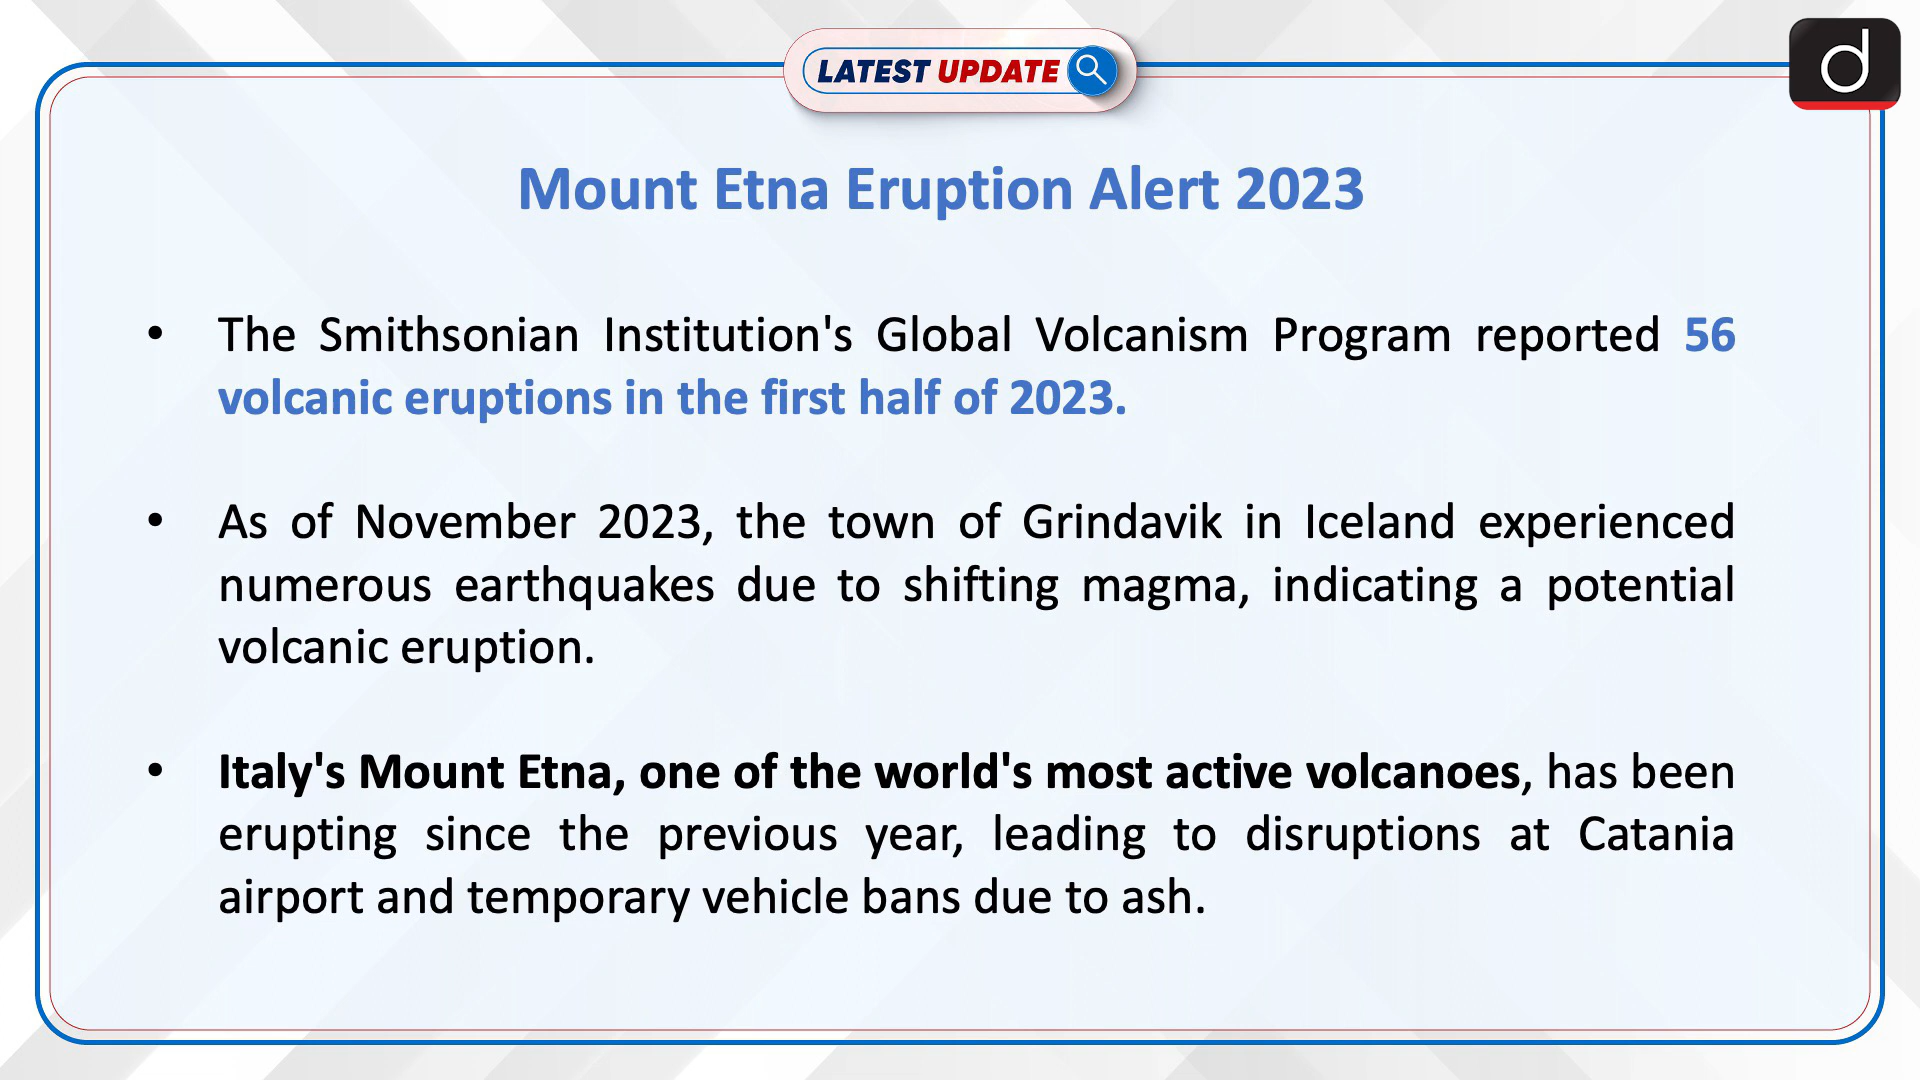 LATEST UPDATE
d
Mount Etna Eruption Alert 2023
• The Smithsonian Institution's Global Volcanism Program reported 56
volcanic eruptions in the first half of 2023.
• As of November 2023, the town of Grindavik in Iceland experienced
numerous earthquakes due to shifting magma, indicating a potential
volcanic eruption.
• Italy's Mount Etna, one of the world's most active volcanoes, has been
erupting since the previous year, leading to disruptions at Catania
airport and temporary vehicle bans due to ash.